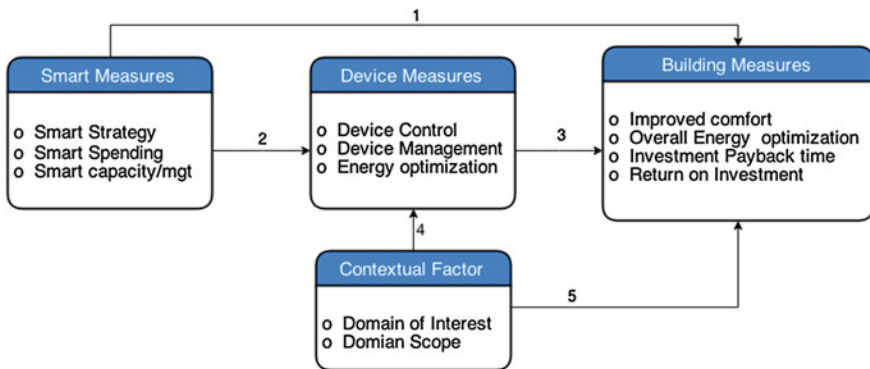 1
Smart Measures
o Smart Strategy
o Smart Spending
o Smart capacity/mgt
2
Device Measures
o Device Control
o Device Management
o Energy optimization
3
Building Measures
o Improved comfort
o Overall Energy optimization
o Investment Payback time
o Return on Investment
4
Contextual Factor
o Domain of Interest
o Domian Scope
5